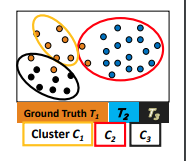 Ground Truth T₁ T₂ T₃
Cluster C₁ C₂ C₃